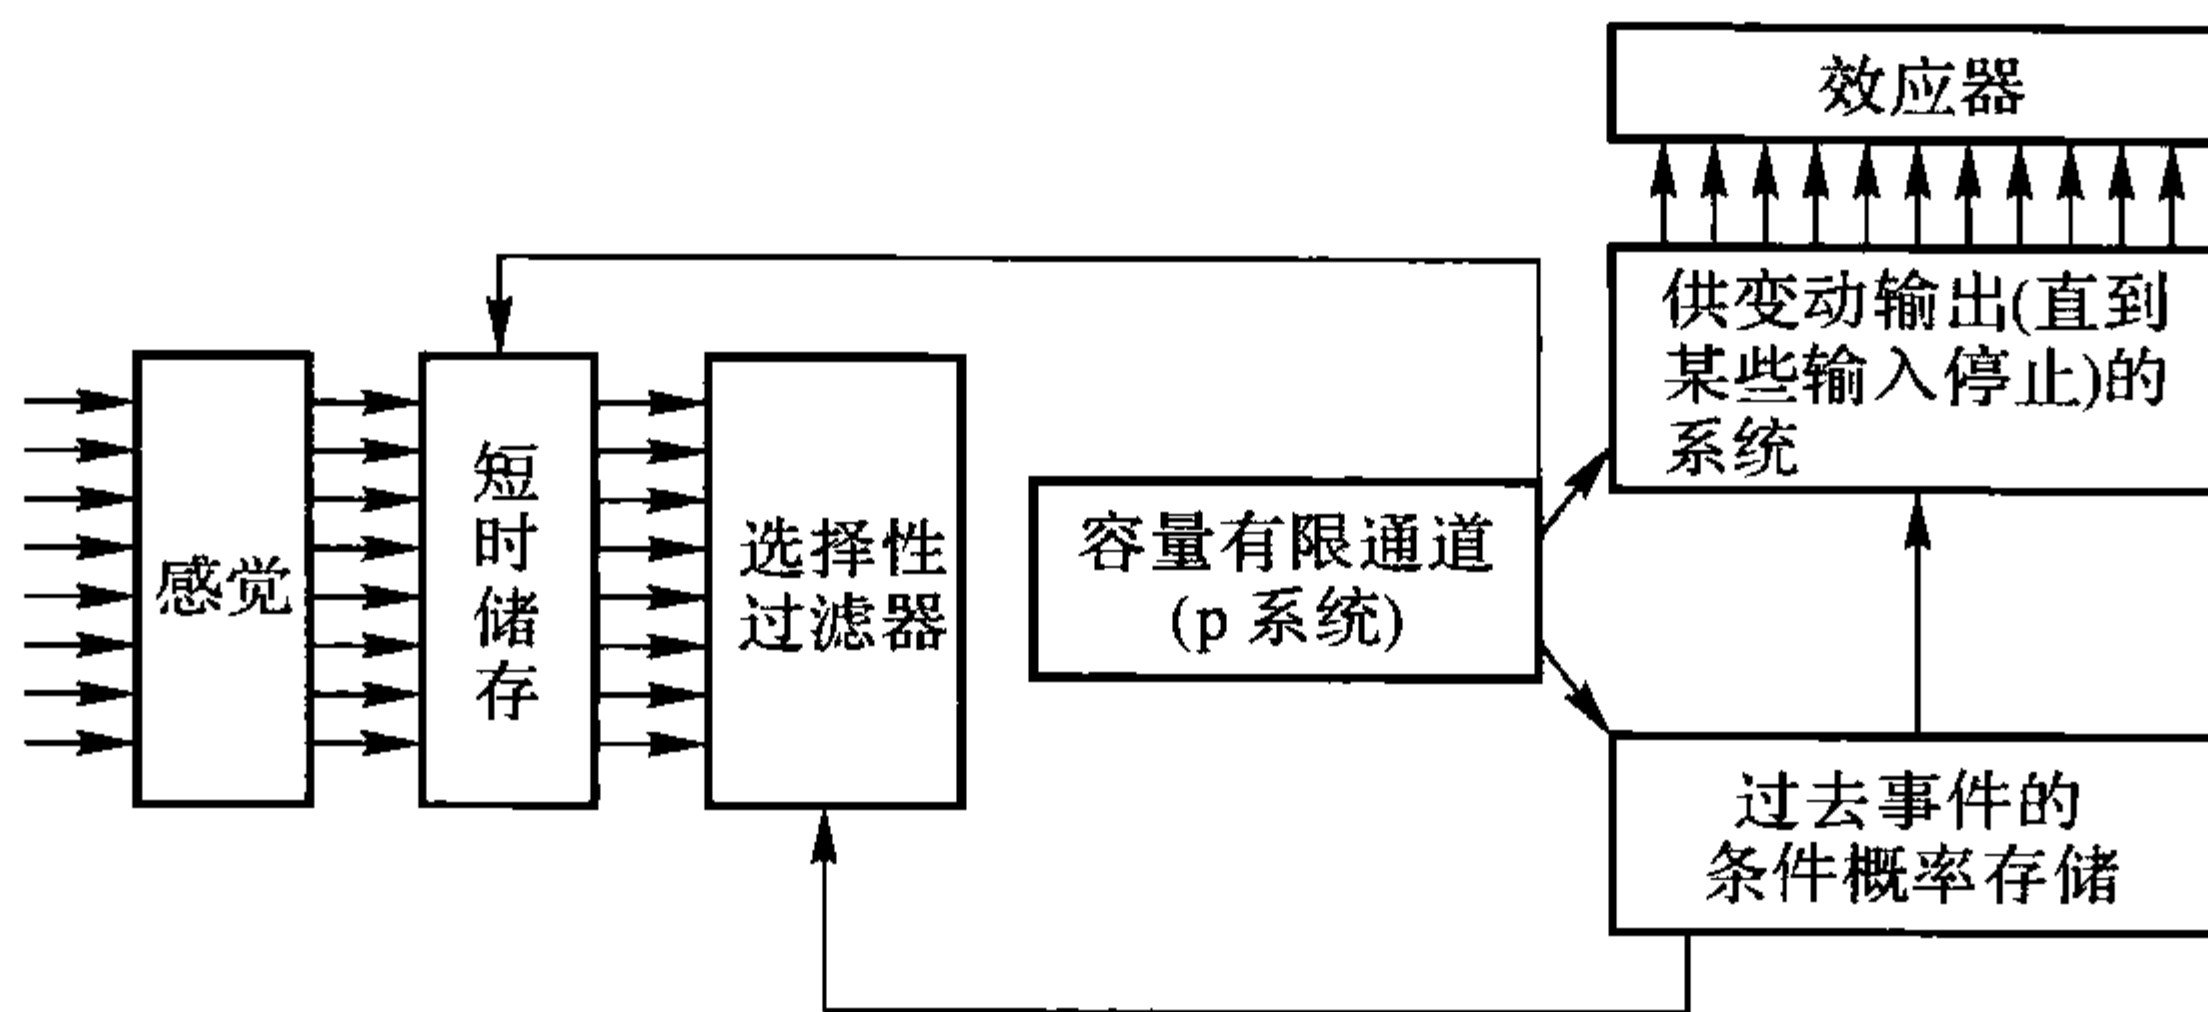 效应器
供变动输出(直到
某些输入停止)的
系统
感觉
短
时
储
存
选择性
过滤器
容量有限通道
(p 系统)
过去事件的
条件概率存储